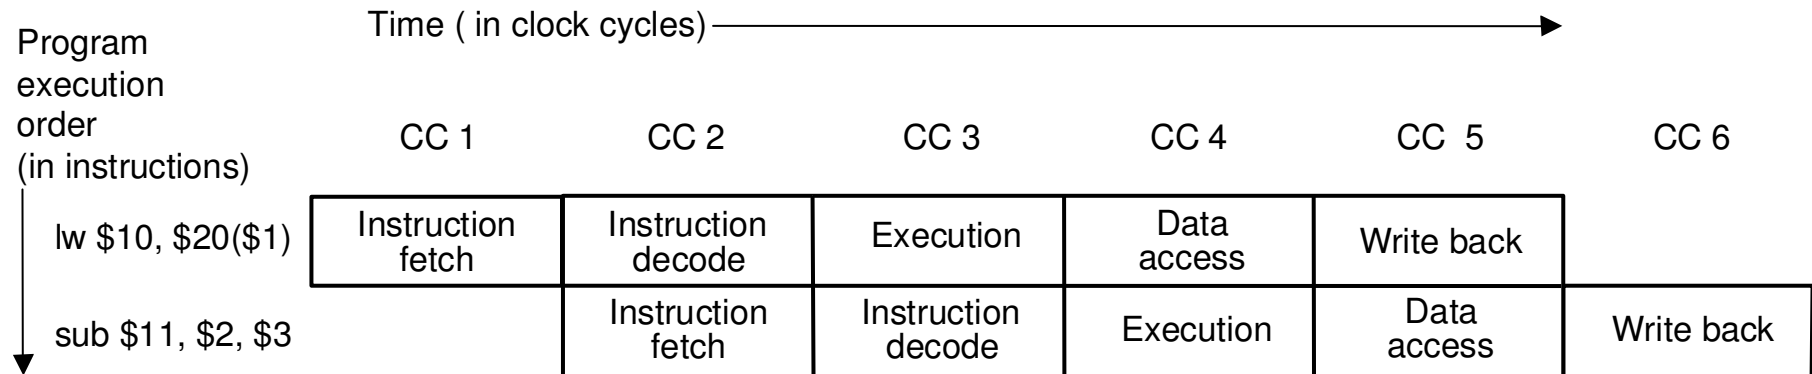 Time ( in clock cycles)
Program
execution
order
(in instructions)
CC 1 CC 2 CC 3 CC 4 CC 5 CC 6
lw $10, $20($1)
Instruction
fetch
Instruction
decode
Execution
Data
access
Write back
sub $11, $2, $3
Instruction
fetch
Instruction
decode
Execution
Data
access
Write back